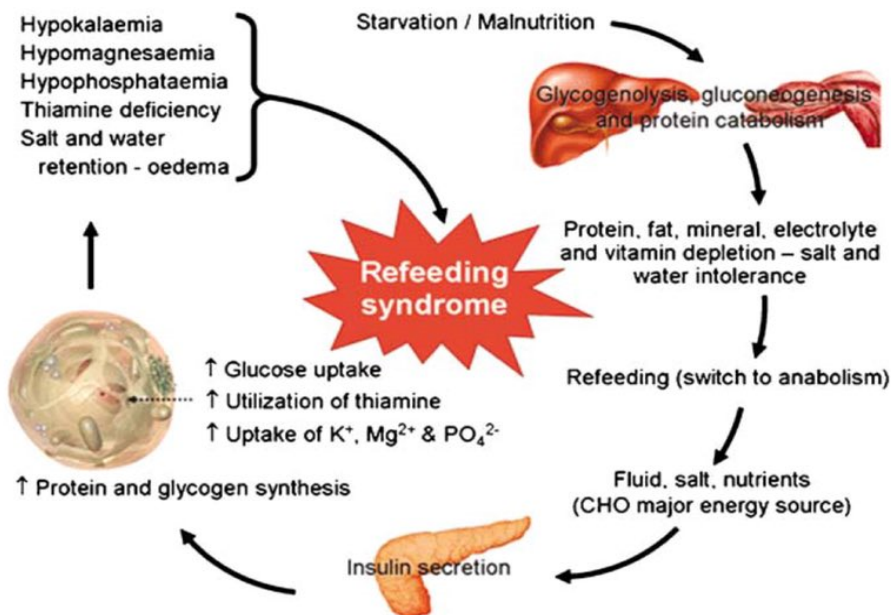 Hypokalaemia
Hypomagnesaemia
Hypophosphataemia
Thiamine deficiency
Salt and water
retention - oedema
Starvation / Malnutrition
Glycogenolysis, gluconeogenesis
and protein catabolism
Protein, fat, mineral, electrolyte
and vitamin depletion – salt and
water intolerance
Refeeding (switch to anabolism)
Fluid, salt, nutrients
(CHO major energy source)
Insulin secretion
↑ Protein and glycogen synthesis
↑ Glucose uptake
↑ Utilization of thiamine
↑ Uptake of K⁺, Mg²⁺ & PO₄²⁻
Refeeding
syndrome